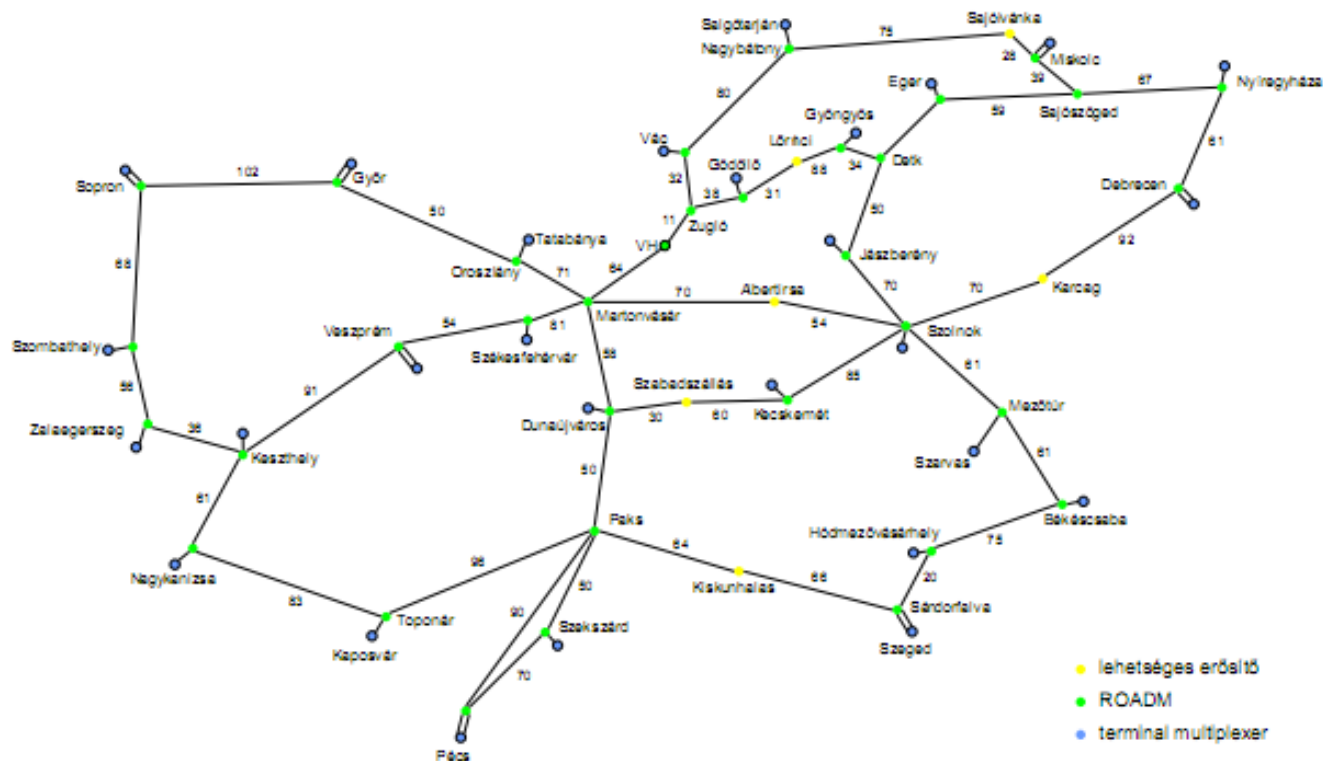 Salgótarján
Nagybátony
75
Sajóivánka
28
Miskolc
39
67
Nyíregyháza
Sajószöged
Eger
59
80
Gyöngyös
Lőrinci
Vác
Gödöllő
88
34
Detk
61
Debrecen
Sopron
102
Győr
32
38
31
Zugló
11
50
VH
50
Tatabánya
Oroszlány
71
64
Jászberény
92
68
Albertirsa
70
70
70
Karcag
Martonvásár
54
Szolnok
Veszprém
54
81
Székesfehérvár
58
Szombathely
61
91
Szabadszállás
85
56
Dunaújváros
30
60
Kecskemét
Mezőtúr
Zalaegerszeg
36
Keszthely
Szarvas
61
61
50
Paks
Békéscsaba
Hódmezővásárhely
75
Nagykanizsa
98
64
20
Kiskunhalas
66
83
50
90
Toponár
Sándorfalva
Szekszárd
Kaposvár
Szeged
70
lehetséges erősítő
ROADM
terminal multiplexer
Pécs